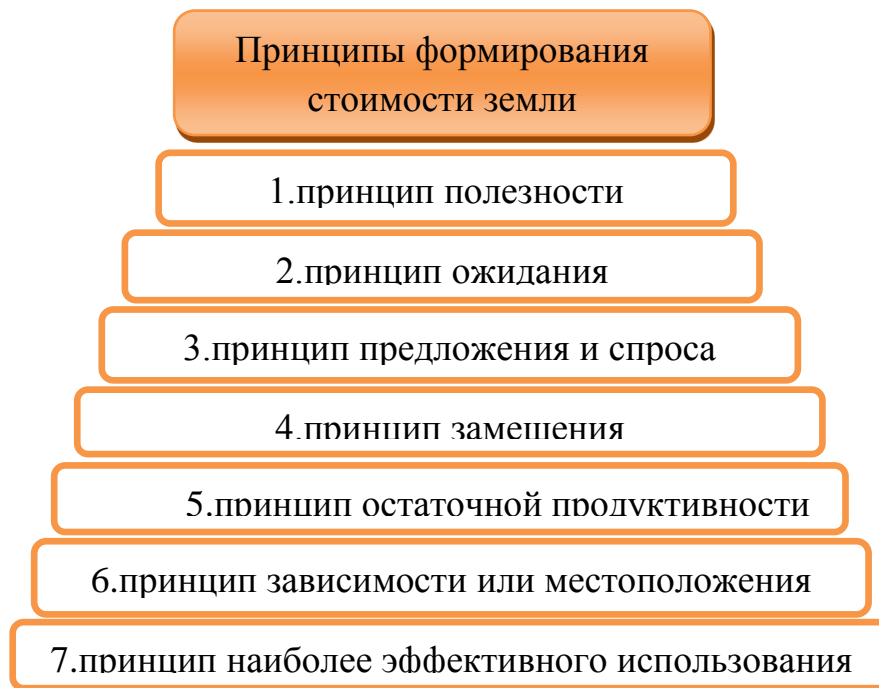 Принципы формирования
стоимости земли
1.принцип полезности
2.принцип ожидания
3.принцип предложения и спроса
4.принцип замещения
5.принцип остаточной продуктивности
6.принцип зависимости или местоположения
7.принцип наиболее эффективного использования